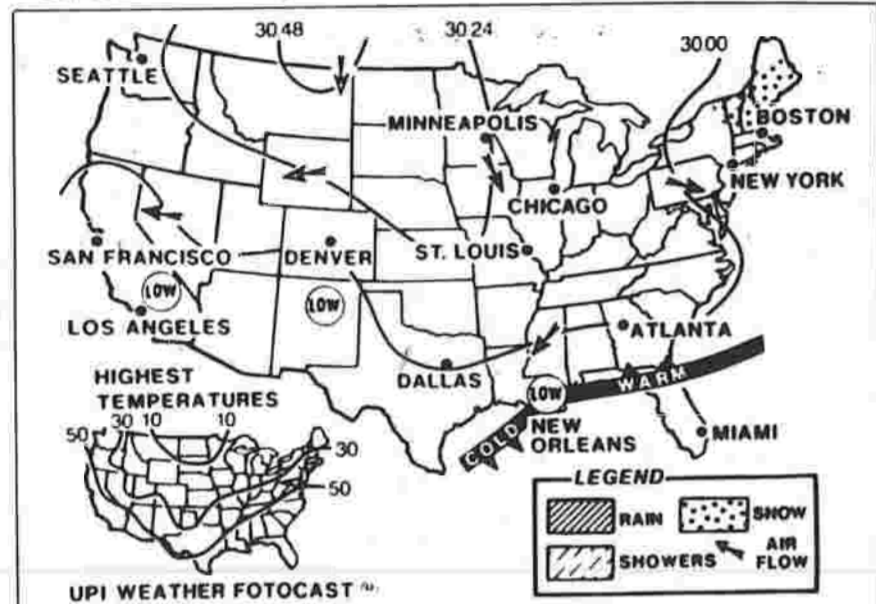 30.48
30.24
30.00
SEATTLE
MINNEAPOLIS
BOSTON
NEW YORK
CHICAGO
SAN FRANCISCO
DENVER
ST. LOUIS
LOW
LOW
LOS ANGELES
ATLANTA
DALLAS
WARM
LOW
COLD
NEW
ORLEANS
MIAMI
HIGHEST
TEMPERATURES
50
30
10
10
30
50
LEGEND
RAIN
SNOW
SHOWERS
AIR
FLOW
UPI WEATHER FOTOCAST